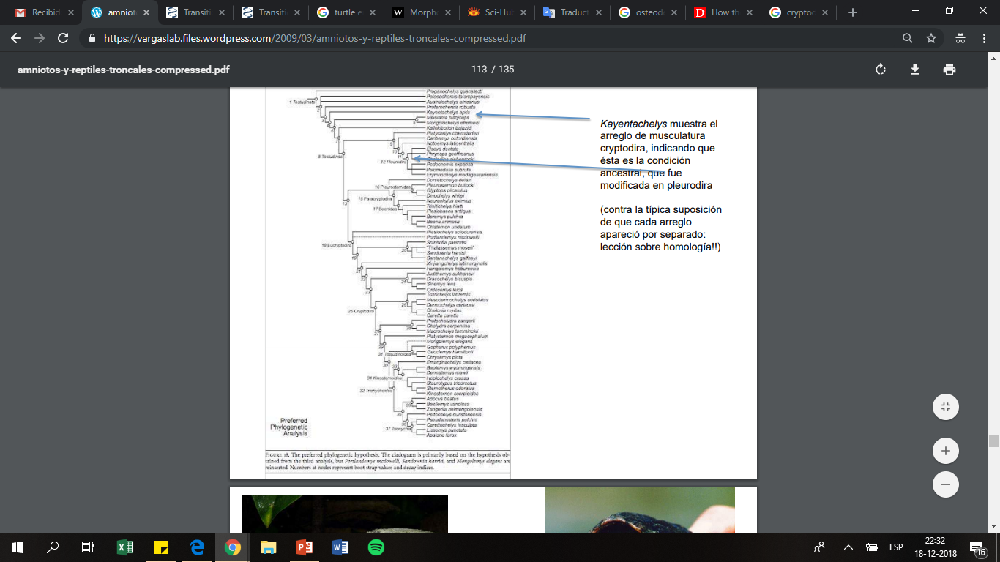 Recibid
amniot
Transiti
Transiti
turtle e
Morph
Sci-Hu
Traduct
osteod
How th
cryptoc
https://vargaslab.files.wordpress.com/2009/03/amniotos-y-reptiles-troncales-compressed.pdf
amniotos-y-reptiles-troncales-compressed.pdf
113 / 135
Proganochelys quenstedti
Palaeochersis talampayensis
Australochelys africanus
1 Testudinata
Proterochersis robusta
Kayentachelys aprix
Meiolania platyceps
Mongolochelys efremovi
Kallokibotion bajazidi
Platychelys oberndorferi
Caribemys oxfordiensis
Notoemys laticentralis
Elseya dentata
8 Testudines
Phrynops geoffroanus
12 Pleurodira
Podocnemis expansa
Pelomedusa subrufa
Erymnochelys madagascariensis
Dorsetochelys delairi
16 Pleurosternidae
Pleurosternon bullocki
Glyptops plicatulus
15 Paracryptodira
Dinochelys whitei
Neurankylus eximius
Trinitichelys hiatti
17 Baenidae
Plesiobaena antiqua
Boremys pulchra
Baena arenosa
Chisternon undatum
Plesiochelys solodurensis
Portlandemys mcdowelli
18 Eucryptodira
Solnhofia parsonsi
"Thalassemys moseri"
Sandownia harrisi
Santanachelys gaffneyi
Xinjiangchelys latimarginalis
Hangaiemys hoburensis
Judithemys sukhanovi
Dracochelys bicuspis
Sinemys lens
Ordosemys leios
Toxochelys latiremis
Mesodermochelys undulatus
Dermochelys coriacea
25 Cryptodira
Chelonia mydas
Caretta caretta
Protochelydra zangerli
Chelydra serpentina
Macrochelys temminckii
Platysternon megacephalum
Mongolemys elegans
Gopherus polyphemus
31 Testudinoidea
Geoclemys hamiltonii
Chrysemys picta
Emarginachelys cretacea
Baptemys wyomingensis
Dermatemys mawii
34 Kinosternoidea
Hoplochelys crassa
Staurotypus triporcatus
Sternotherus odoratus
32 Trionychoidea
Kinosternon scorpioides
Adocus beatus
Basilemys variolosa
Zangerlia neimongolensis
Peltochelys duristonensis
Pseudanosteira pulchra
Carettochelys insculpta
37 Trionychia
Lissemys punctata
Apalone ferox
Preferred
Phylogenetic
Analysis
FIGURE 18. The preferred phylogenetic hypothesis. The cladogram is primarily based on the hypothesis ob-
tained from the third analysis, but Portlandemys mcdowelli, Sandownia harrisi, and Mongolemys elegans are
reinserted. Numbers at nodes represent boot strap values and decay indices.
Kayentachelys muestra el
arreglo de musculatura
cryptodira, indicando que
ésta es la condición
ancestral, que fue
modificada en pleurodira
(contra la típica suposición
de que cada arreglo
apareció por separado:
lección sobre homología!!)
ESP
22:32
18-12-2018
16